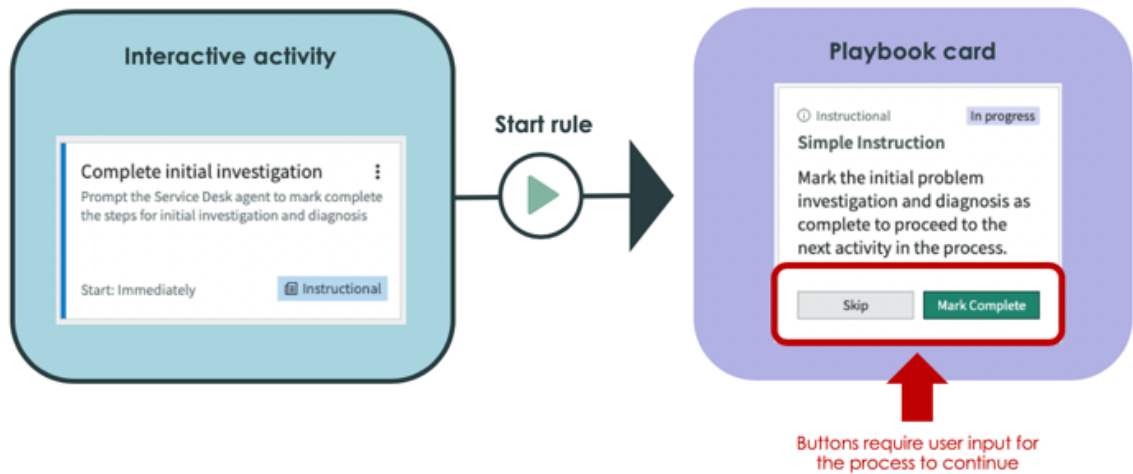 Interactive activity
Complete initial investigation
Prompt the Service Desk agent to mark complete
the steps for initial investigation and diagnosis
Start: Immediately
Instructional
Start rule
Playbook card
Instructional
In progress
Simple Instruction
Mark the initial problem
investigation and diagnosis as
complete to proceed to the
next activity in the process.
Skip
Mark Complete
Buttons require user input for
the process to continue